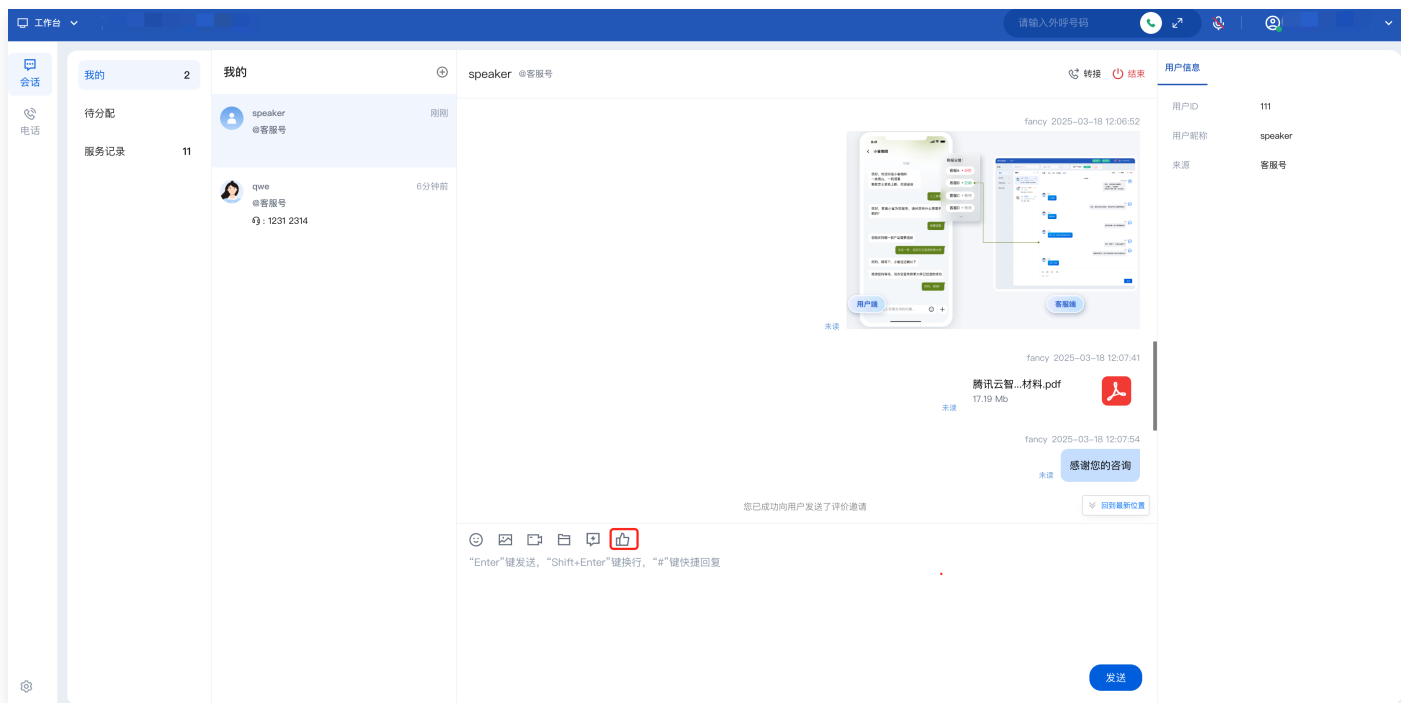 工作台
请输入外呼号码
会话
电话
我的 2
待分配
服务记录 11
我的
speaker 刚刚
@客服号
qwe 6分钟前
@客服号
: 1231 2314
speaker @客服号
转接 结束
fancy 2025-03-18 12:06:52
用户端
客服端
未读
fancy 2025-03-18 12:07:41
腾讯云智...材料.pdf
17.19 Mb
未读
fancy 2025-03-18 12:07:54
感谢您的咨询
未读
您已成功向用户发送了评价邀请
回到最新位置
“Enter”键发送，“Shift+Enter”键换行，“#”键快捷回复
发送
用户信息
用户ID 111
用户昵称 speaker
来源 客服号